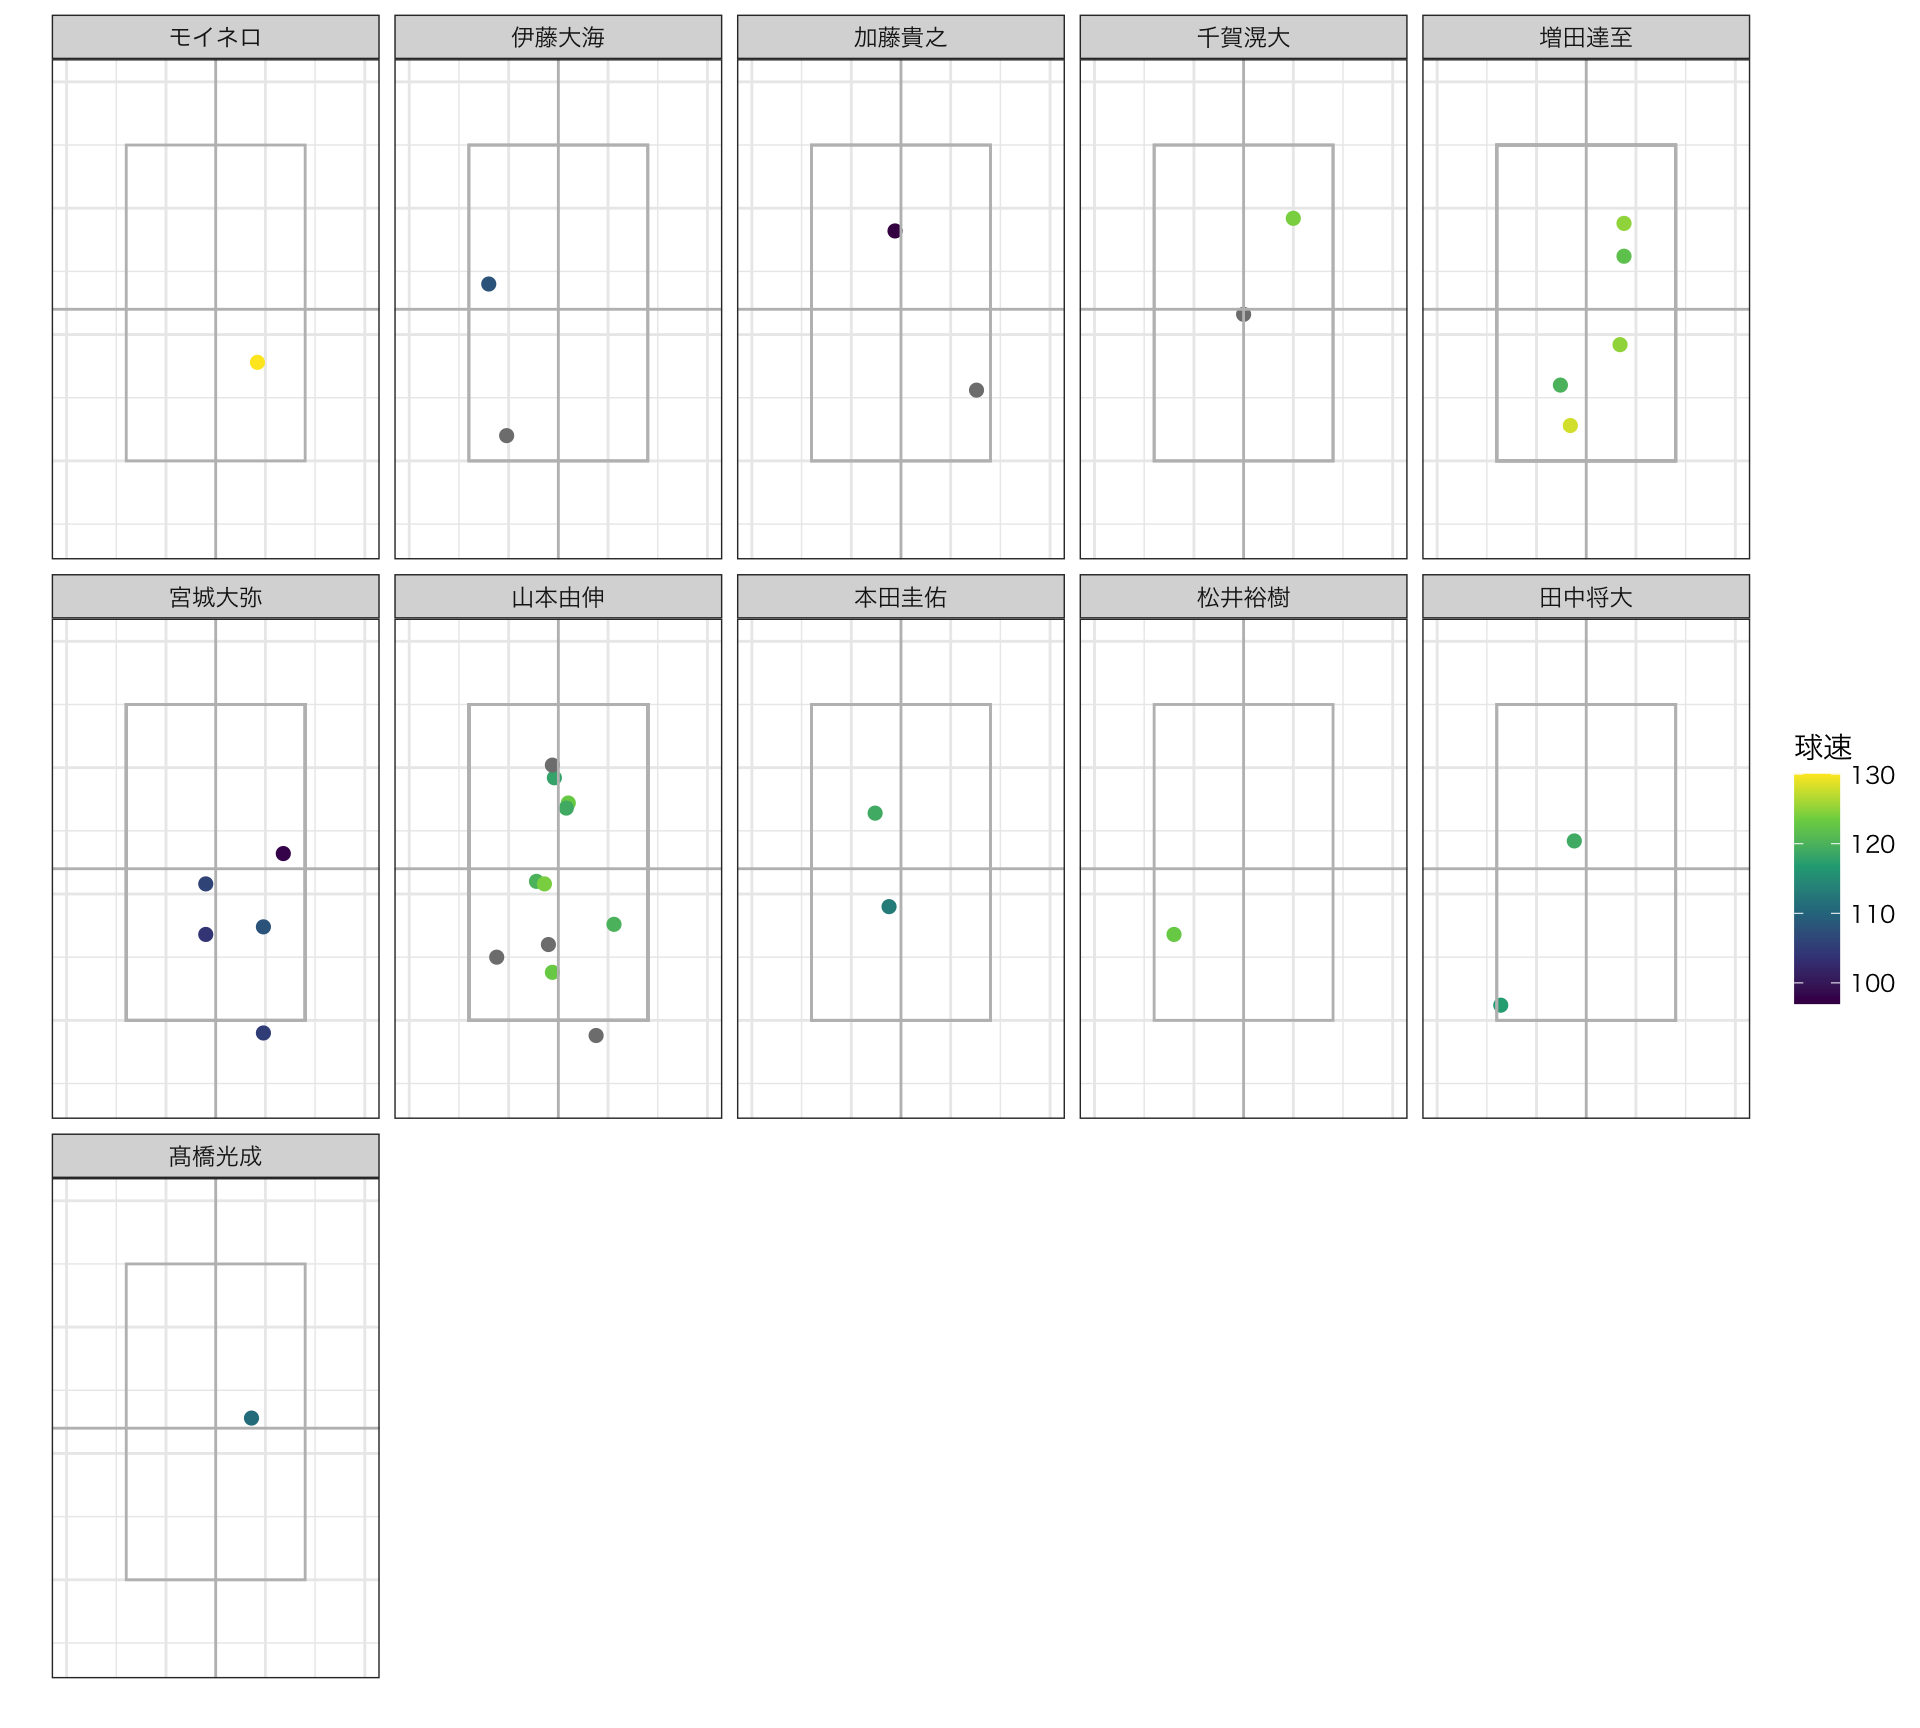 モイネロ
伊藤大海
加藤貴之
千賀滉大
増田達至
宮城大弥
山本由伸
本田圭佑
松井裕樹
田中将大
髙橋光成
球速
130
120
110
100